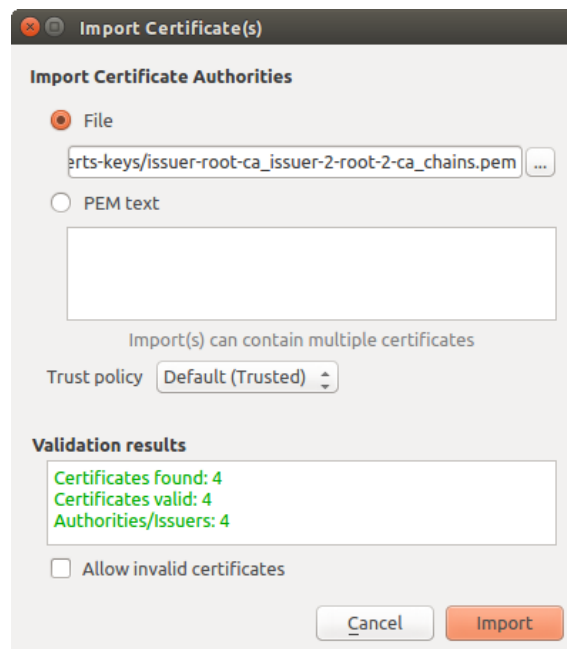 Import Certificate(s)
Import Certificate Authorities
File
erts-keys/issuer-root-ca_issuer-2-root-2-ca_chains.pem ...
PEM text
Import(s) can contain multiple certificates
Trust policy Default (Trusted)
Validation results
Certificates found: 4
Certificates valid: 4
Authorities/Issuers: 4
Allow invalid certificates
Cancel Import